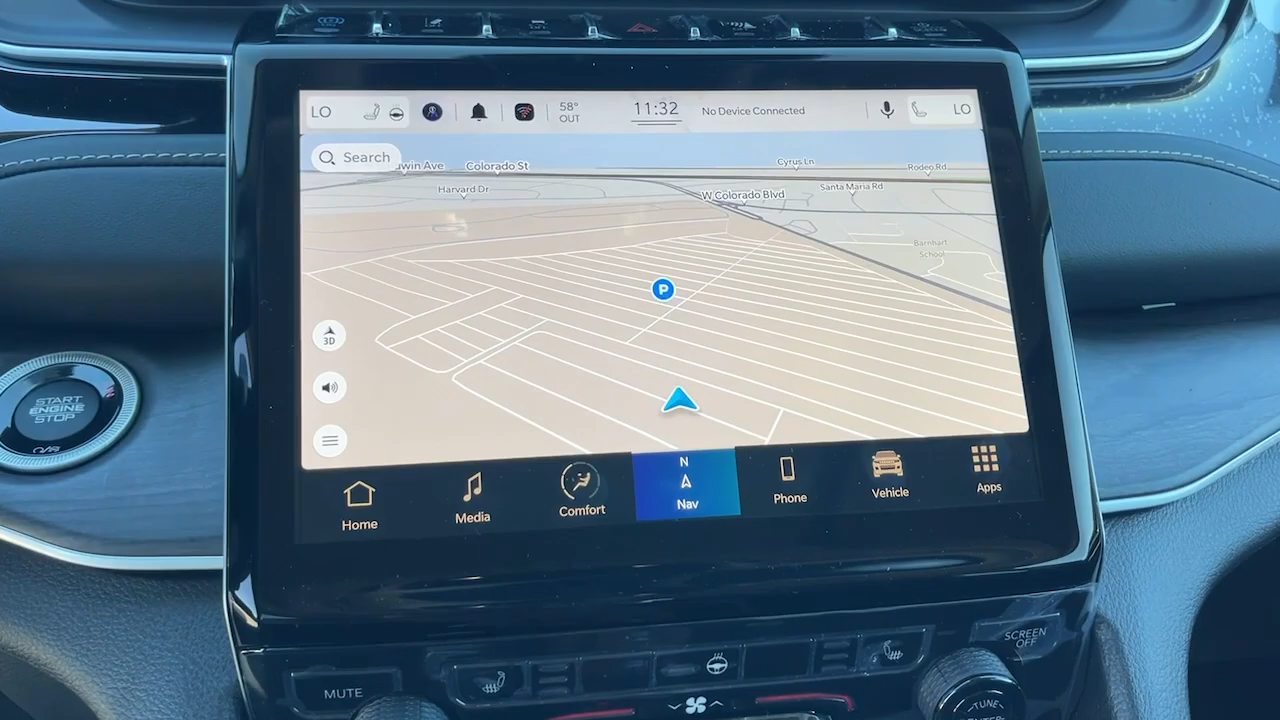 LO
58°
OUT
11:32
No Device Connected
LO
Search
win Ave
Colorado St
Cyrus Ln
Rodeo Rd
Harvard Dr
W Colorado Blvd
Santa Maria Rd
Barnhart
School
P
3D
START
ENGINE
STOP
N
Home
Media
Comfort
Nav
Phone
Vehicle
Apps
SCREEN
OFF
MUTE
TUNE